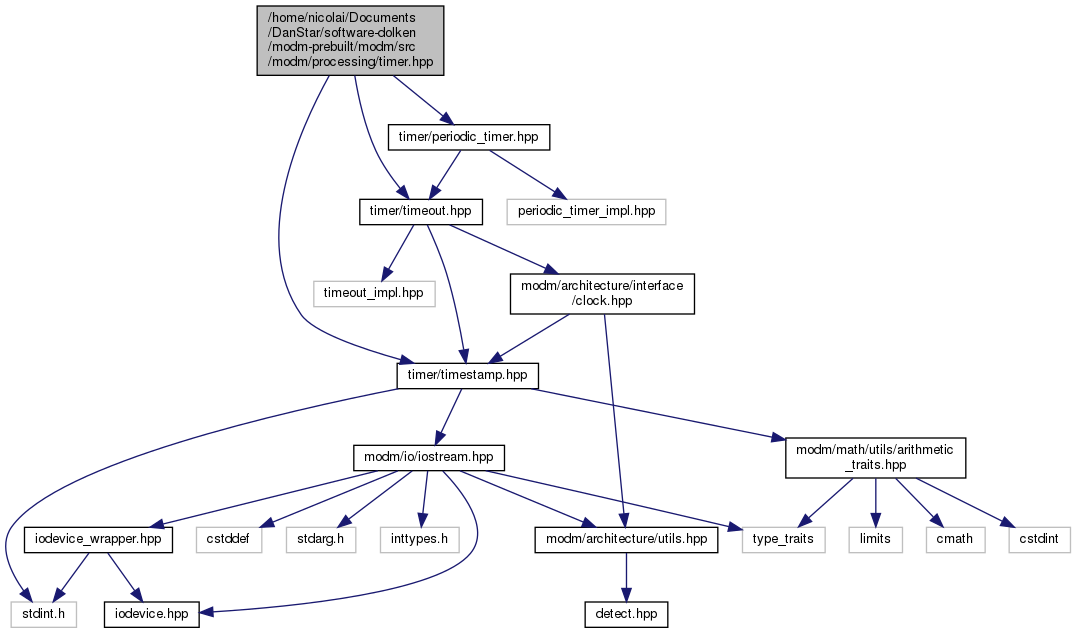 /home/nicolai/Documents
/DanStar/software-dolken
/modm-prebuilt/modm/src
/modm/processing/timer.hpp
timer/periodic_timer.hpp
timer/timeout.hpp
periodic_timer_impl.hpp
timeout_impl.hpp
modm/architecture/interface
/clock.hpp
timer/timestamp.hpp
modm/io/iostream.hpp
modm/math/utils/arithmetic
_traits.hpp
iodevice_wrapper.hpp
cstddef
stdarg.h
inttypes.h
modm/architecture/utils.hpp
type_traits
limits
cmath
cstdint
stdint.h
iodevice.hpp
detect.hpp